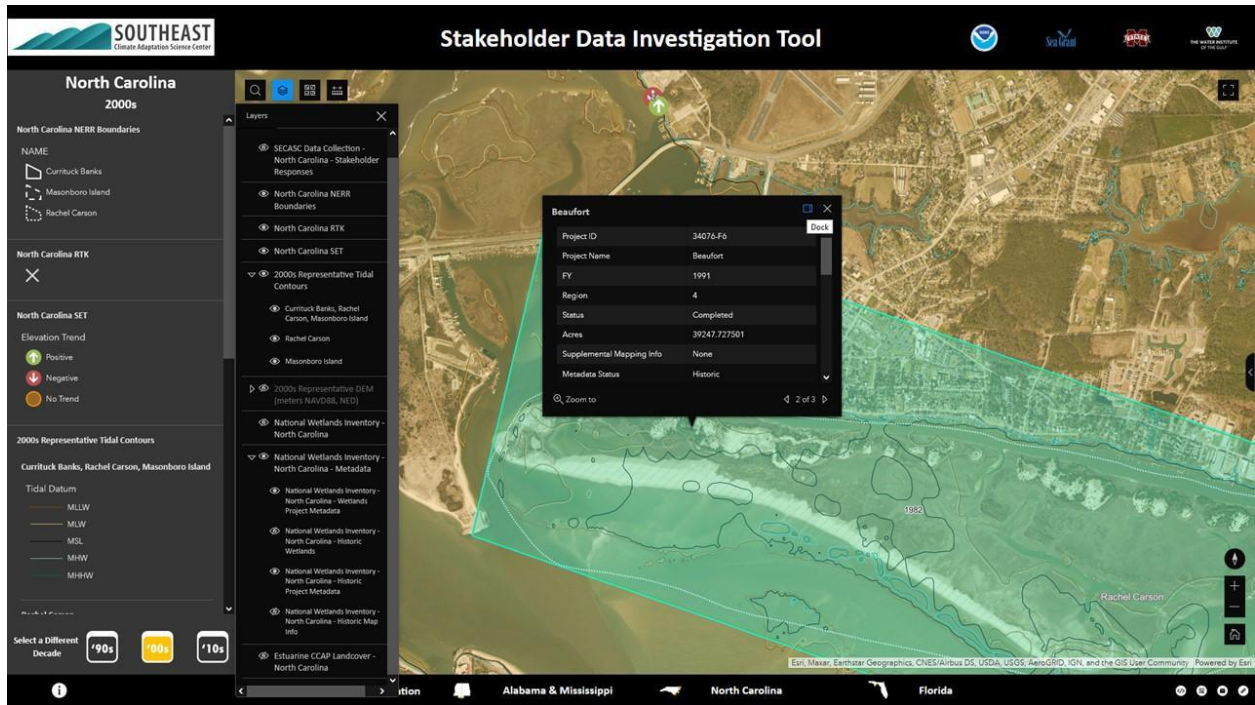 SOUTHEAST
Climate Adaptation Science Center
Stakeholder Data Investigation Tool
NOAA
Sea Grant
STATE
THE WATER INSTITUTE
OF THE GULF
North Carolina
2000s
North Carolina NERR Boundaries
NAME
Currituck Banks
Masonboro Island
Rachel Carson
North Carolina RTK
North Carolina SET
Elevation Trend
Positive
Negative
No Trend
2000s Representative Tidal Contours
Currituck Banks, Rachel Carson, Masonboro Island
Tidal Datum
MLLW
MLW
MSL
MHW
MHHW
Select a Different
Decade
'90s
'00s
'10s
Layers
SECASC Data Collection -
North Carolina - Stakeholder
Responses
North Carolina NERR
Boundaries
North Carolina RTK
North Carolina SET
2000s Representative Tidal
Contours
Currituck Banks, Rachel
Carson, Masonboro Island
Rachel Carson
Masonboro Island
2000s Representative DEM
(meters NAVD88, NED)
National Wetlands Inventory -
North Carolina
National Wetlands Inventory -
North Carolina - Metadata
National Wetlands Inventory -
North Carolina - Wetlands
Project Metadata
National Wetlands Inventory -
North Carolina - Historic
Wetlands
National Wetlands Inventory -
North Carolina - Historic
Project Metadata
National Wetlands Inventory -
North Carolina - Historic Map
Info
Estuarine CCAP Landcover -
North Carolina
Beaufort
Dock
Project ID 34076-F6
Project Name Beaufort
FY 1991
Region 4
Status Completed
Acres 39247.727501
Supplemental Mapping Info None
Metadata Status Historic
Zoom to 2 of 3
1982
Rachel Carson
Esri, Maxar, Earthstar Geographics, CNES/Airbus DS, USDA, USGS, AeroGRID, IGN, and the GIS User Community Powered by Esri
Alabama & Mississippi
North Carolina
Florida